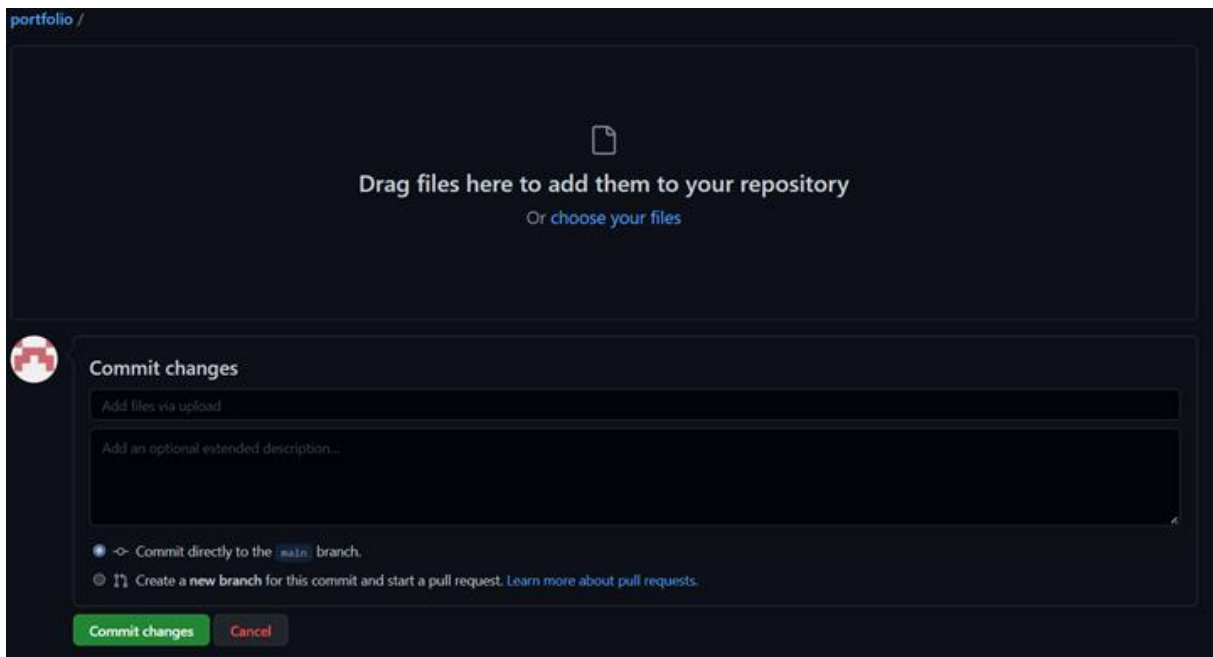 portfolio /
Drag files here to add them to your repository
Or choose your files
Commit changes
Add files via upload
Add an optional extended description...
Commit directly to the main branch.
Create a new branch for this commit and start a pull request. Learn more about pull requests.
Commit changes Cancel